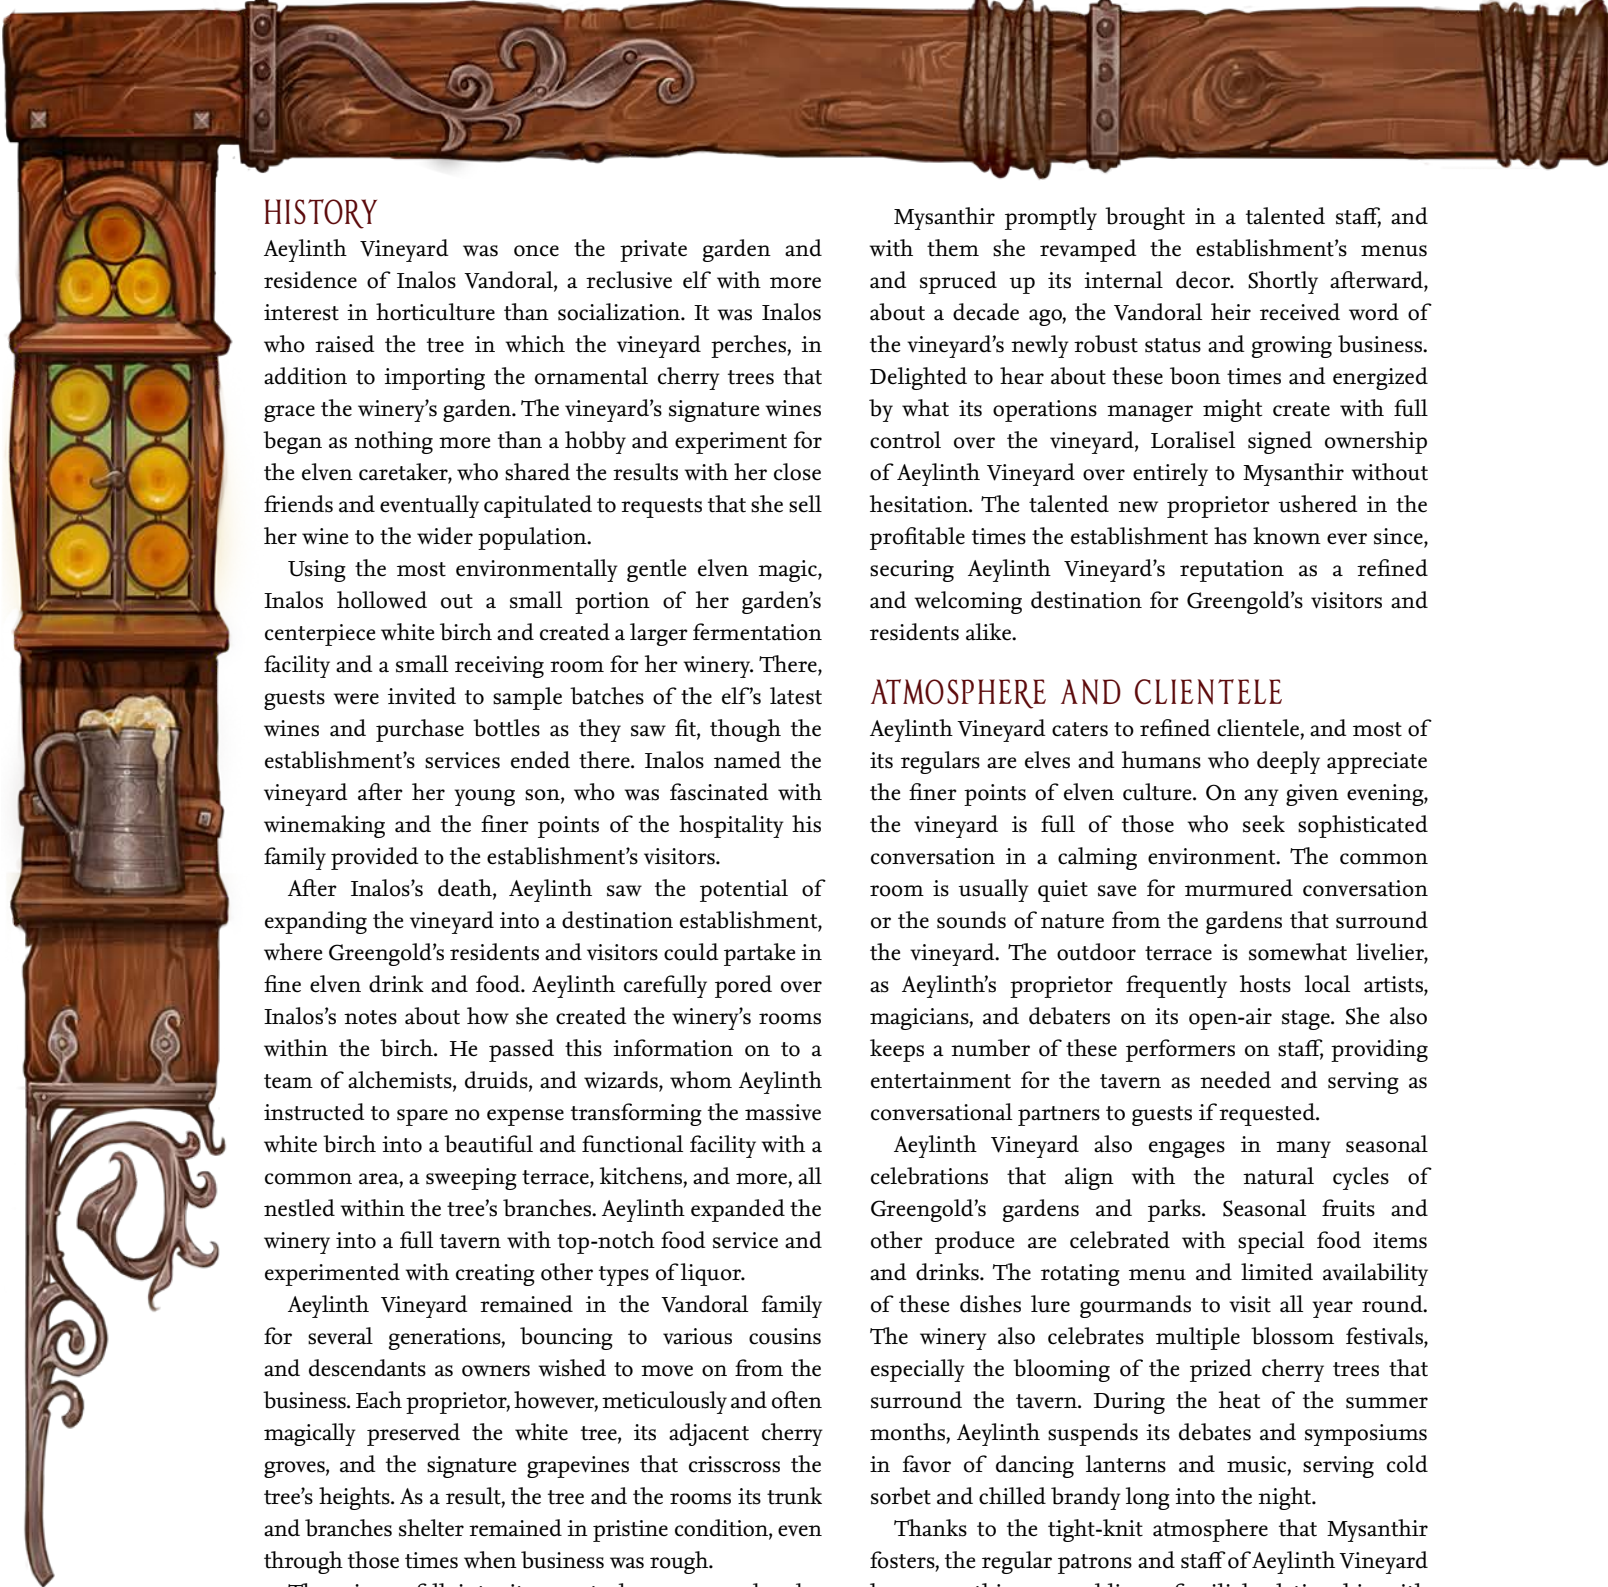 HISTORY
Aeylinth Vineyard was once the private garden and
residence of Inalos Vandoral, a reclusive elf with more
interest in horticulture than socialization. It was Inalos
who raised the tree in which the vineyard perches, in
addition to importing the ornamental cherry trees that
grace the winery’s garden. The vineyard’s signature wines
began as nothing more than a hobby and experiment for
the elven caretaker, who shared the results with her close
friends and eventually capitulated to requests that she sell
her wine to the wider population.
Using the most environmentally gentle elven magic,
Inalos hollowed out a small portion of her garden’s
centerpiece white birch and created a larger fermentation
facility and a small receiving room for her winery. There,
guests were invited to sample batches of the elf’s latest
wines and purchase bottles as they saw fit, though the
establishment’s services ended there. Inalos named the
vineyard after her young son, who was fascinated with
winemaking and the finer points of the hospitality his
family provided to the establishment’s visitors.
After Inalos’s death, Aeylinth saw the potential of
expanding the vineyard into a destination establishment,
where Greengold’s residents and visitors could partake in
fine elven drink and food. Aeylinth carefully pored over
Inalos’s notes about how she created the winery’s rooms
within the birch. He passed this information on to a
team of alchemists, druids, and wizards, whom Aeylinth
instructed to spare no expense transforming the massive
white birch into a beautiful and functional facility with a
common area, a sweeping terrace, kitchens, and more, all
nestled within the tree’s branches. Aeylinth expanded the
winery into a full tavern with top-notch food service and
experimented with creating other types of liquor.
Aeylinth Vineyard remained in the Vandoral family
for several generations, bouncing to various cousins
and descendants as owners wished to move on from the
business. Each proprietor, however, meticulously and often
magically preserved the white tree, its adjacent cherry
groves, and the signature grapevines that crisscross the
tree’s heights. As a result, the tree and the rooms its trunk
and branches shelter remained in pristine condition, even
through those times when business was rough.
Mysanthir promptly brought in a talented staff, and
with them she revamped the establishment’s menus
and spruced up its internal decor. Shortly afterward,
about a decade ago, the Vandoral heir received word of
the vineyard’s newly robust status and growing business.
Delighted to hear about these boon times and energized
by what its operations manager might create with full
control over the vineyard, Loralisel signed ownership
of Aeylinth Vineyard over entirely to Mysanthir without
hesitation. The talented new proprietor ushered in the
profitable times the establishment has known ever since,
securing Aeylinth Vineyard’s reputation as a refined
and welcoming destination for Greengold’s visitors and
residents alike.
ATMOSPHERE AND CLIENTELE
Aeylinth Vineyard caters to refined clientele, and most of
its regulars are elves and humans who deeply appreciate
the finer points of elven culture. On any given evening,
the vineyard is full of those who seek sophisticated
conversation in a calming environment. The common
room is usually quiet save for murmured conversation
or the sounds of nature from the gardens that surround
the vineyard. The outdoor terrace is somewhat livelier,
as Aeylinth’s proprietor frequently hosts local artists,
magicians, and debaters on its open-air stage. She also
keeps a number of these performers on staff, providing
entertainment for the tavern as needed and serving as
conversational partners to guests if requested.
Aeylinth Vineyard also engages in many seasonal
celebrations that align with the natural cycles of
Greengold’s gardens and parks. Seasonal fruits and
other produce are celebrated with special food items
and drinks. The rotating menu and limited availability
of these dishes lure gourmands to visit all year round.
The winery also celebrates multiple blossom festivals,
especially the blooming of the prized cherry trees that
surround the tavern. During the heat of the summer
months, Aeylinth suspends its debates and symposiums
in favor of dancing lanterns and music, serving cold
sorbet and chilled brandy long into the night.
Thanks to the tight-knit atmosphere that Mysanthir
fosters, the regular patrons and staff of Aeylinth Vineyard